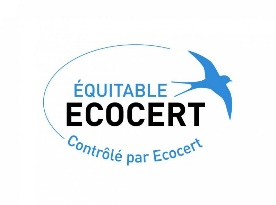 ÉQUITABLE
ECOCERT
Contrôlé par Ecocert